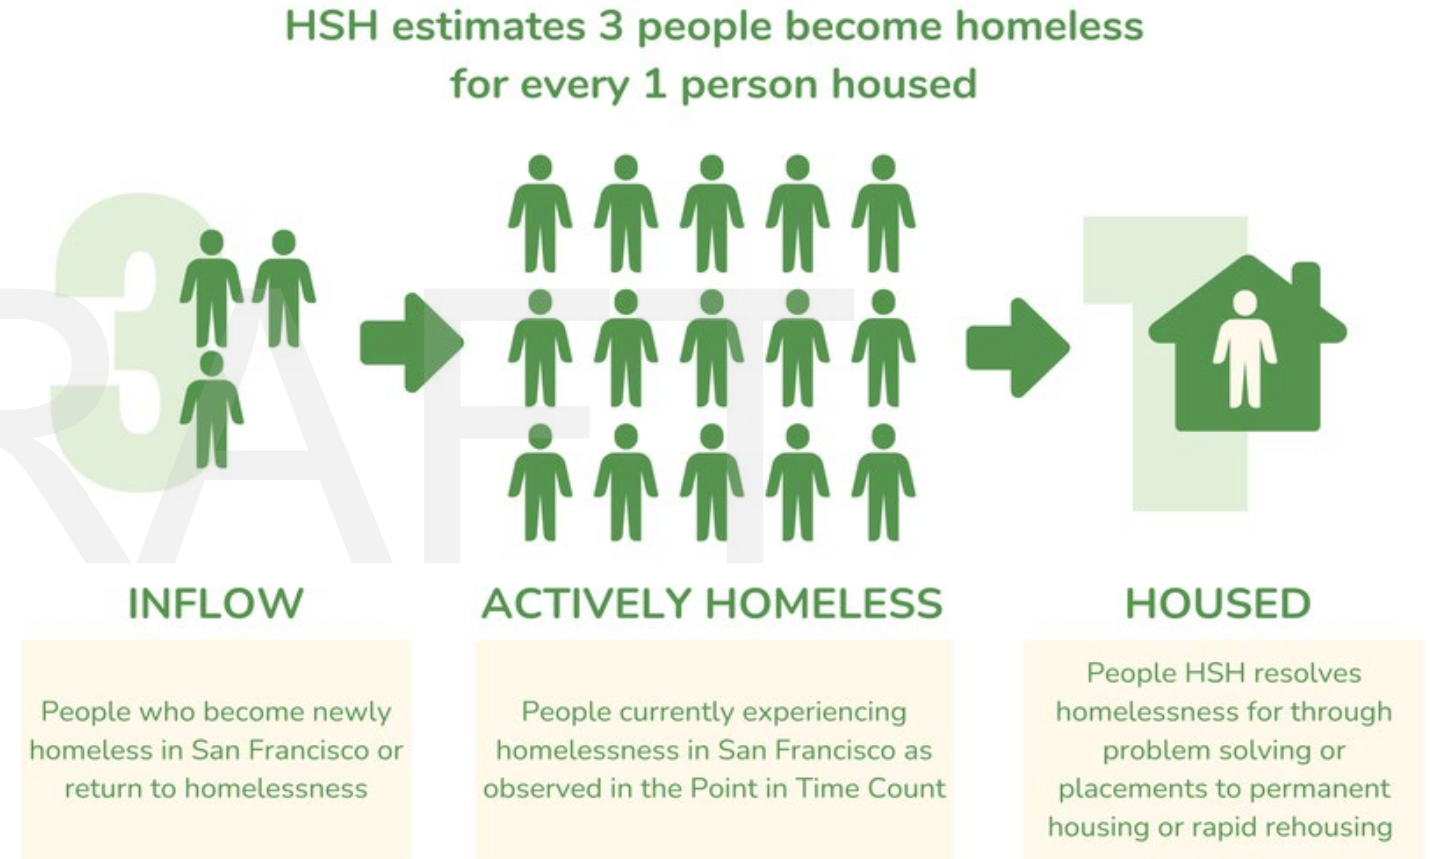 HSH estimates 3 people become homeless
for every 1 person housed
3
1
RAFT
INFLOW
People who become newly
homeless in San Francisco or
return to homelessness
ACTIVELY HOMELESS
People currently experiencing
homelessness in San Francisco as
observed in the Point in Time Count
HOUSED
People HSH resolves
homelessness for through
problem solving or
placements to permanent
housing or rapid rehousing